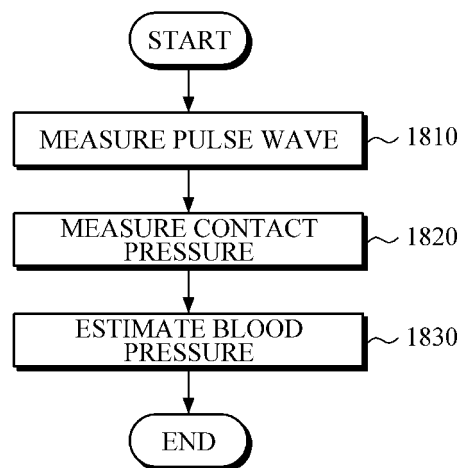 START
MEASURE PULSE WAVE
1810
MEASURE CONTACT
PRESSURE
1820
ESTIMATE BLOOD
PRESSURE
1830
END